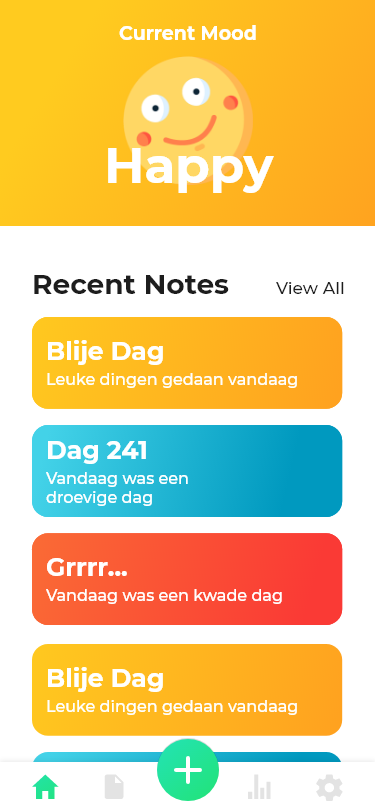 Current Mood
Happy
Recent Notes
View All
Blije Dag
Leuke dingen gedaan vandaag
Dag 241
Vandaag was een
droevige dag
Grrrr...
Vandaag was een kwade dag
Blije Dag
Leuke dingen gedaan vandaag